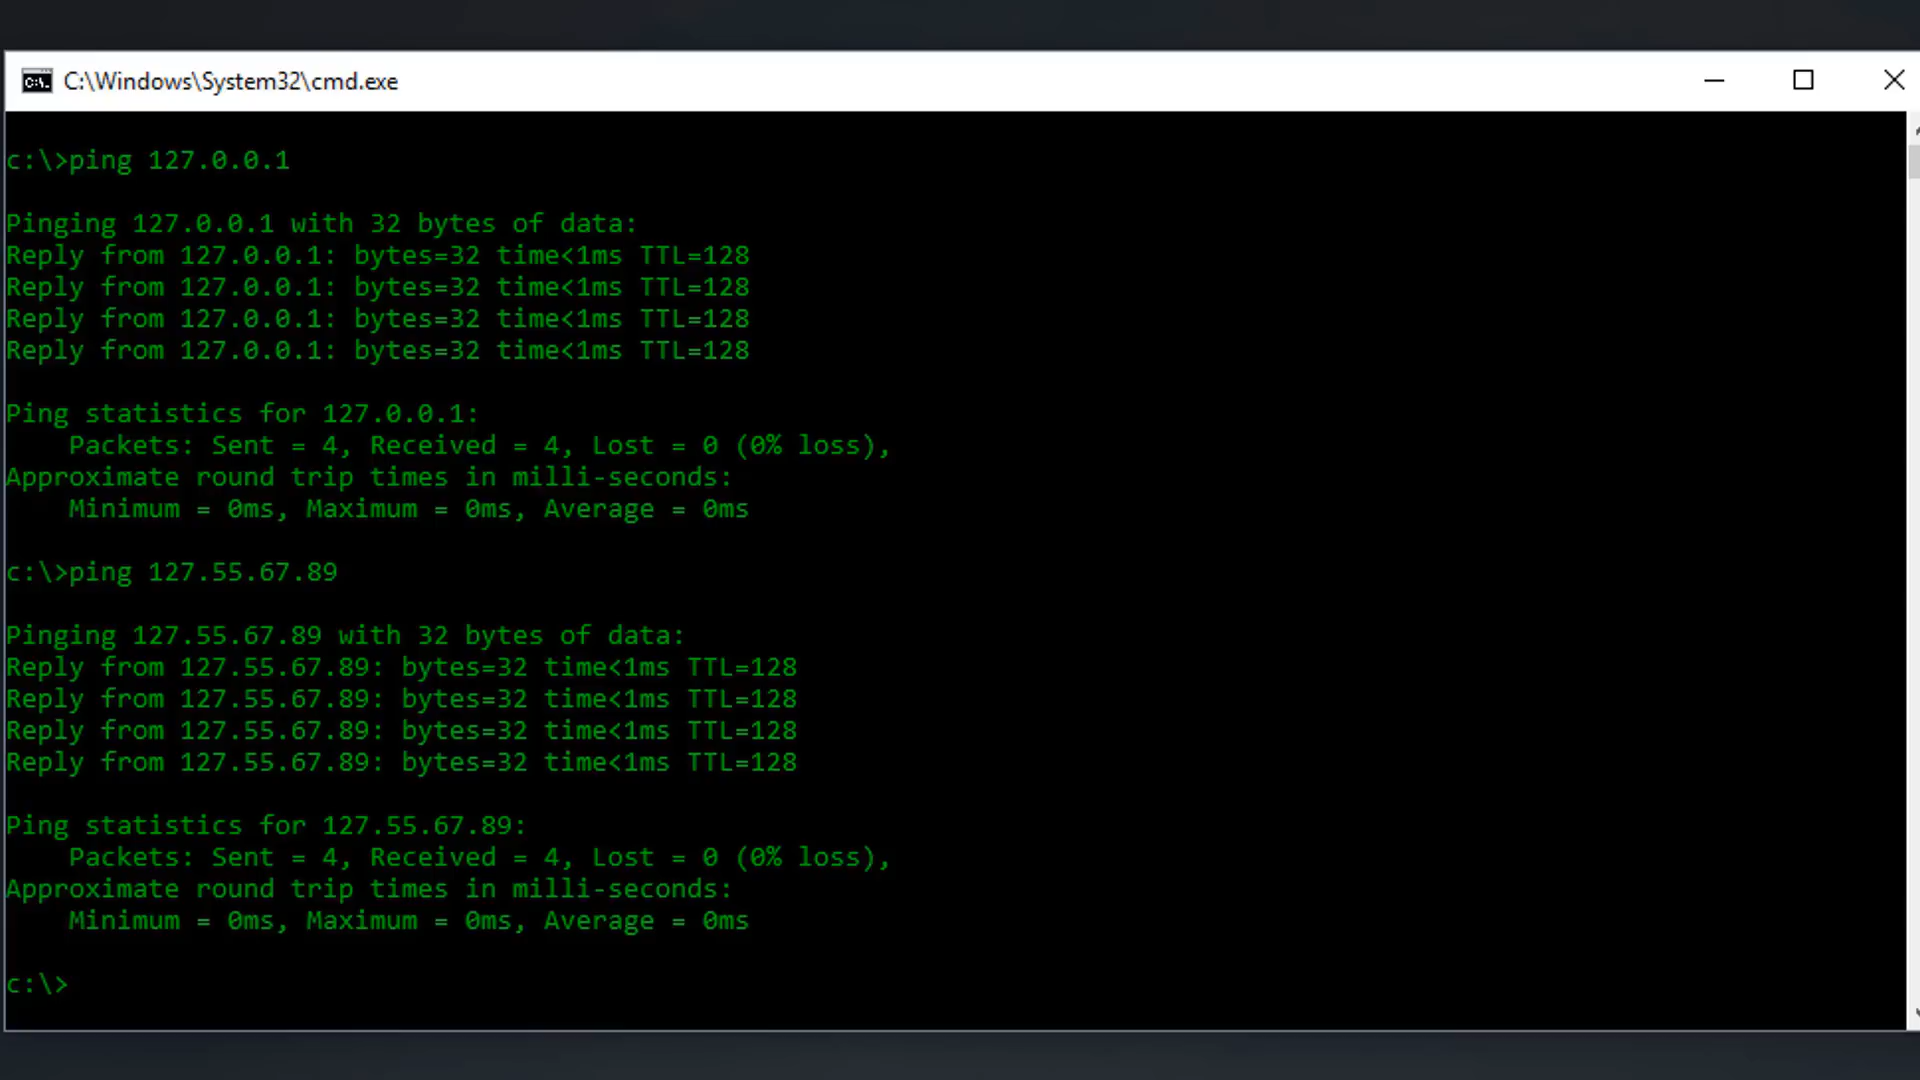 C:\Windows\System32\cmd.exe
c:\>ping 127.0.0.1
Pinging 127.0.0.1 with 32 bytes of data:
Reply from 127.0.0.1: bytes=32 time<1ms TTL=128
Reply from 127.0.0.1: bytes=32 time<1ms TTL=128
Reply from 127.0.0.1: bytes=32 time<1ms TTL=128
Reply from 127.0.0.1: bytes=32 time<1ms TTL=128
Ping statistics for 127.0.0.1:
    Packets: Sent = 4, Received = 4, Lost = 0 (0% loss),
Approximate round trip times in milli-seconds:
    Minimum = 0ms, Maximum = 0ms, Average = 0ms
c:\>ping 127.55.67.89
Pinging 127.55.67.89 with 32 bytes of data:
Reply from 127.55.67.89: bytes=32 time<1ms TTL=128
Reply from 127.55.67.89: bytes=32 time<1ms TTL=128
Reply from 127.55.67.89: bytes=32 time<1ms TTL=128
Reply from 127.55.67.89: bytes=32 time<1ms TTL=128
Ping statistics for 127.55.67.89:
    Packets: Sent = 4, Received = 4, Lost = 0 (0% loss),
Approximate round trip times in milli-seconds:
    Minimum = 0ms, Maximum = 0ms, Average = 0ms
c:\>